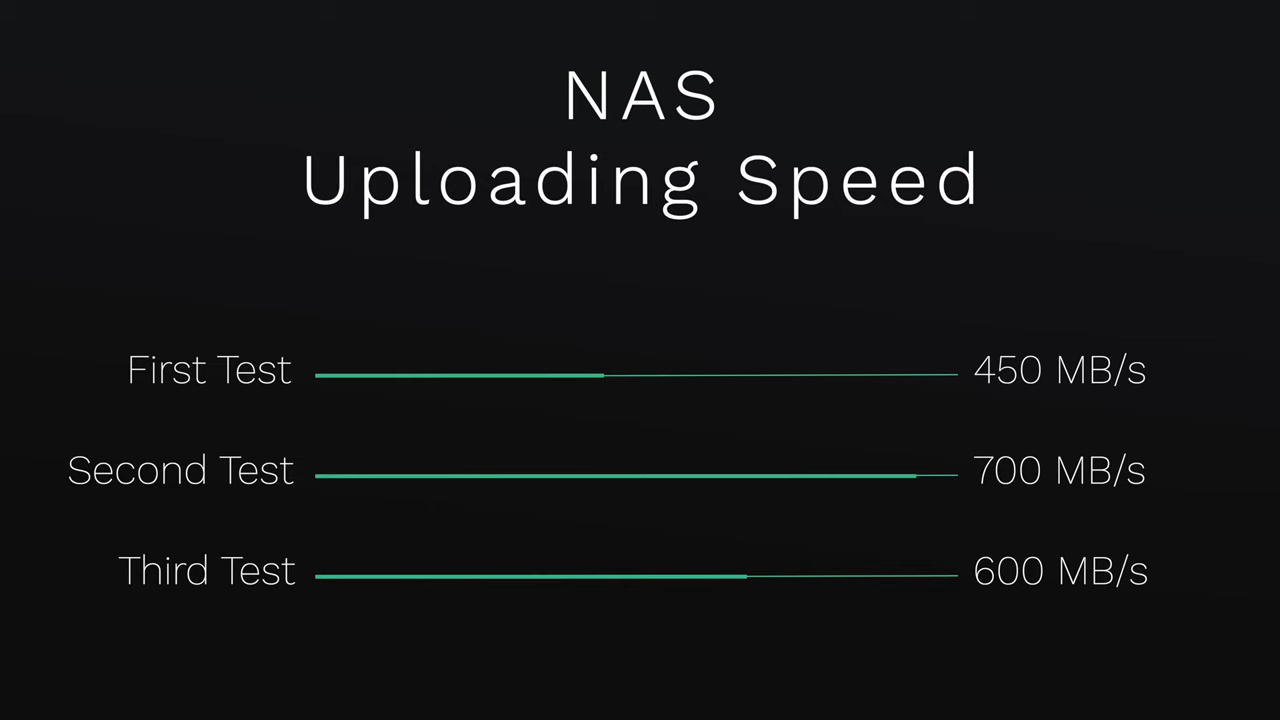 NAS
Uploading Speed
First Test 450 MB/s
Second Test 700 MB/s
Third Test 600 MB/s